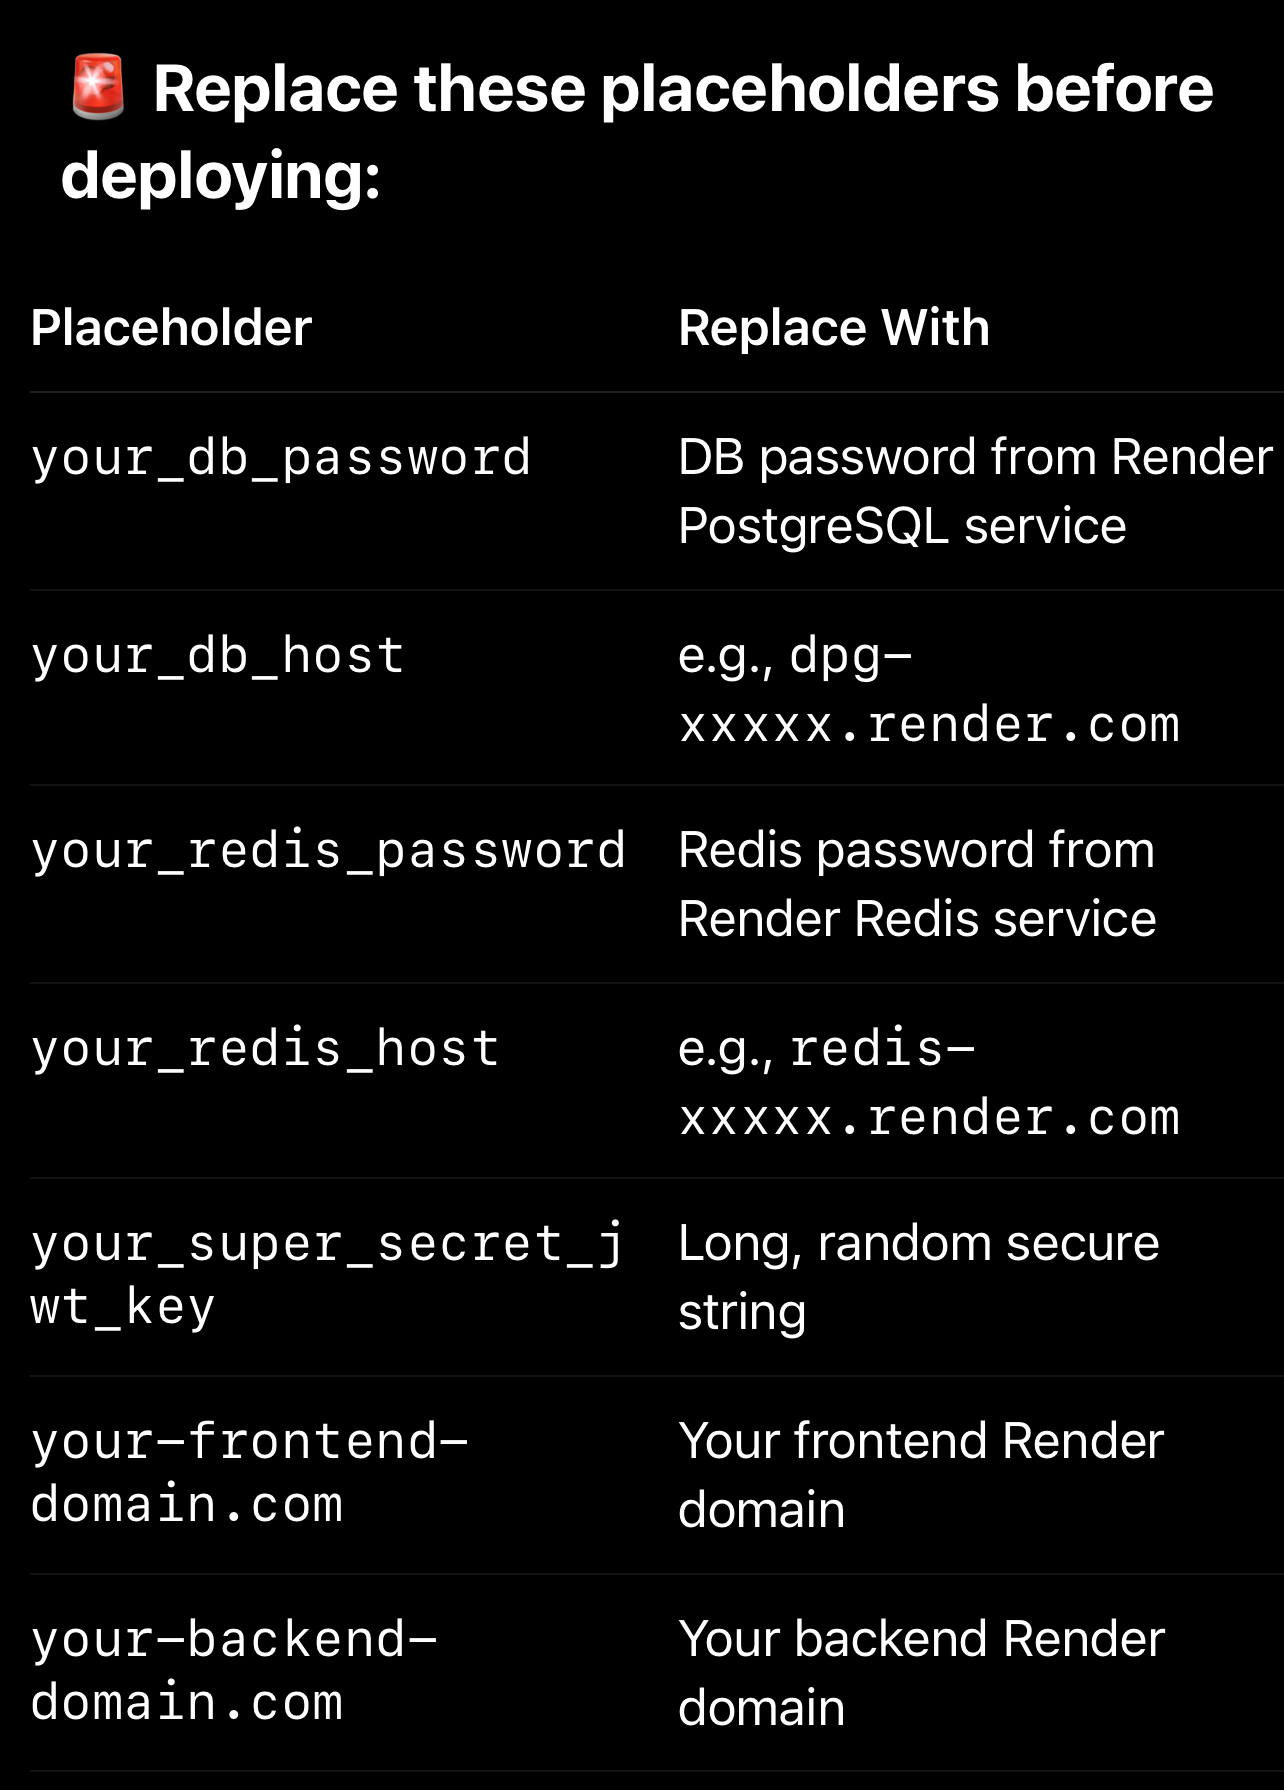 🚨 Replace these placeholders before
deploying:
Placeholder
Replace With
your_db_password
DB password from Render
PostgreSQL service
your_db_host
e.g., dpg-
xxxxx.render.com
your_redis_password
Redis password from
Render Redis service
your_redis_host
e.g., redis-
xxxxx.render.com
your_super_secret_j
wt_key
Long, random secure
string
your-frontend-
domain.com
Your frontend Render
domain
your-backend-
domain.com
Your backend Render
domain